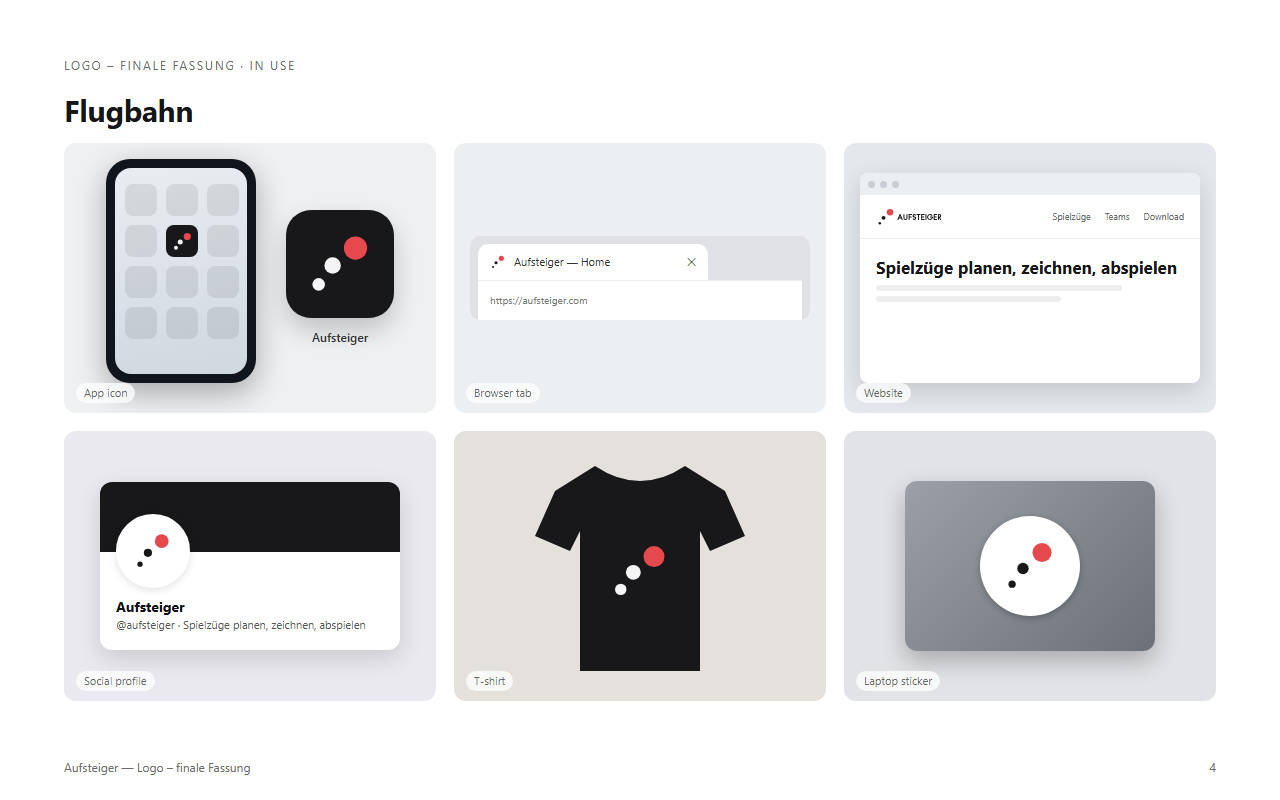 LOGO – FINALE FASSUNG · IN USE
Flugbahn
Aufsteiger
App icon
Aufsteiger — Home
https://aufsteiger.com
Browser tab
AUFSTEIGER
Spielzüge Teams Download
Spielzüge planen, zeichnen, abspielen
Website
Aufsteiger
@aufsteiger · Spielzüge planen, zeichnen, abspielen
Social profile
T-shirt
Laptop sticker
Aufsteiger — Logo – finale Fassung
4